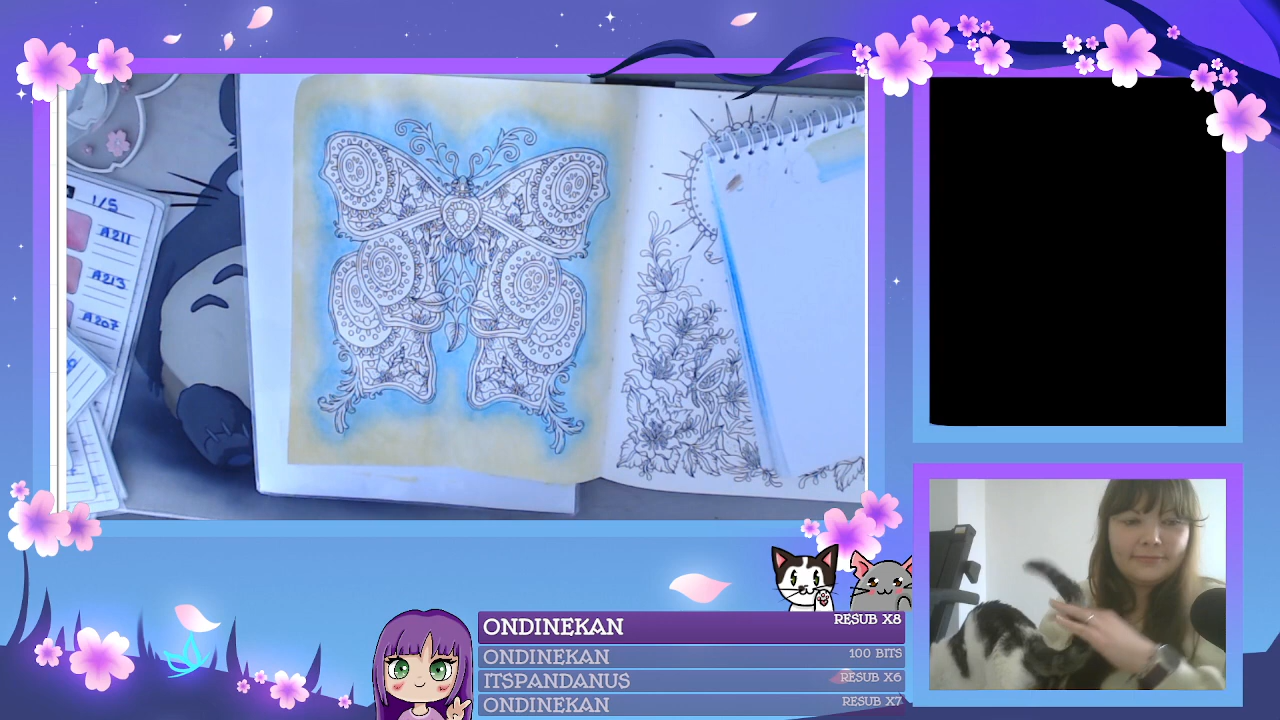 1/5
A211
A213
A207
ONDINEKAN RESUB X8
ONDINEKAN 100 BITS
ITSPANDANUS RESUB X6
ONDINEKAN RESUB X7